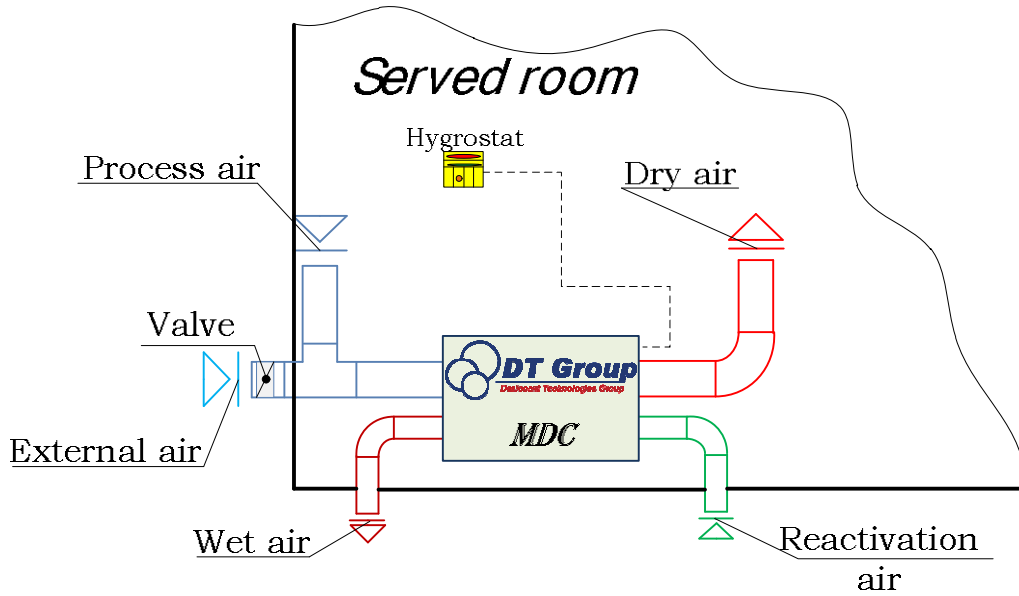 Served room
Hygrostat
Process air
Dry air
Valve
DT Group
Desiccant Technologies Group
External air
MDC
Wet air
Reactivation
air